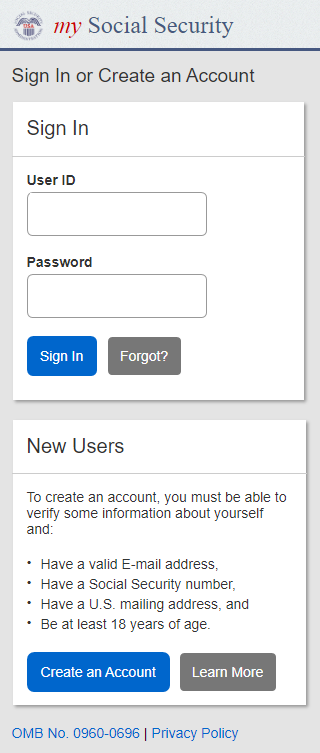 my Social Security
Sign In or Create an Account
Sign In
User ID
Password
Sign In
Forgot?
New Users
To create an account, you must be able to
verify some information about yourself
and:
• Have a valid E-mail address,
• Have a Social Security number,
• Have a U.S. mailing address, and
• Be at least 18 years of age.
Create an Account
Learn More
OMB No. 0960-0696 | Privacy Policy